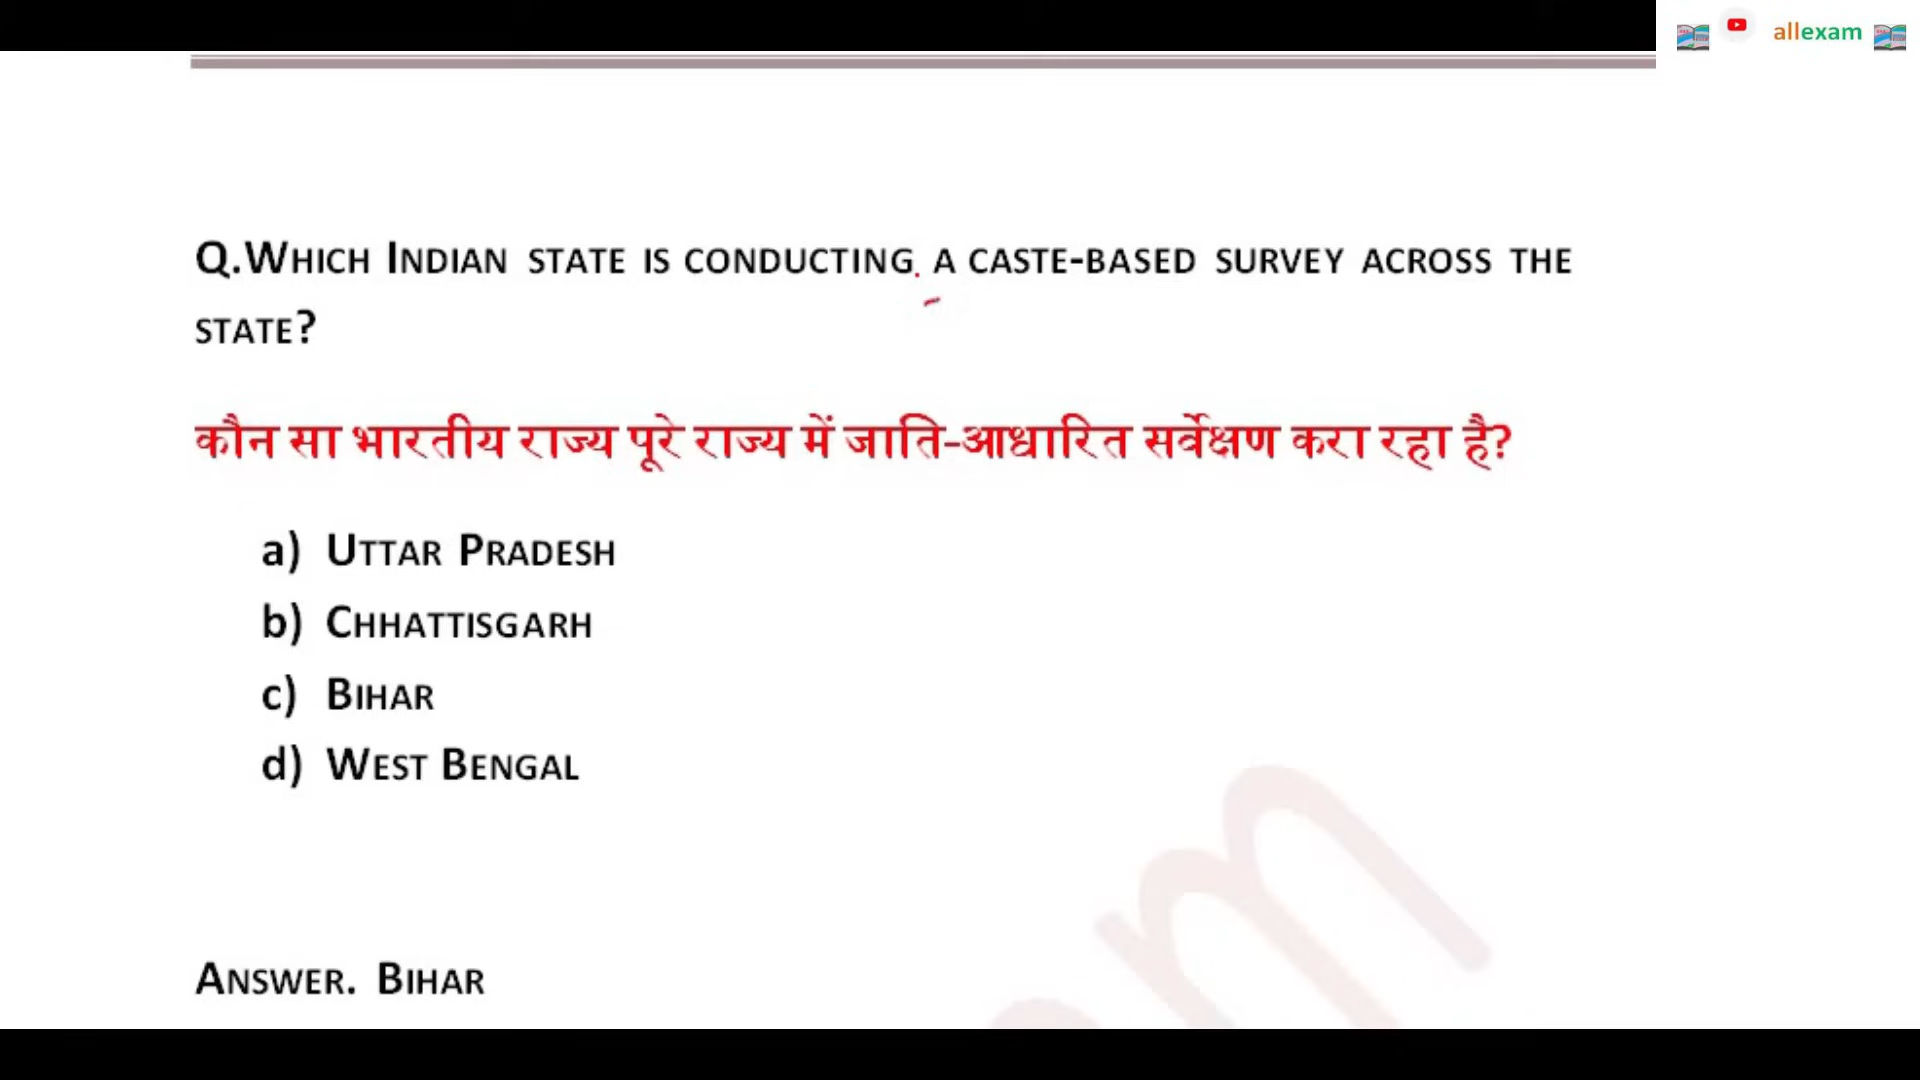 allexam
Q.Which Indian state is conducting a caste-based survey across the
state?
कौन सा भारतीय राज्य पूरे राज्य में जाति-आधारित सर्वेक्षण करा रहा है?
a) Uttar Pradesh
b) Chhattisgarh
c) Bihar
d) West Bengal
Answer. Bihar